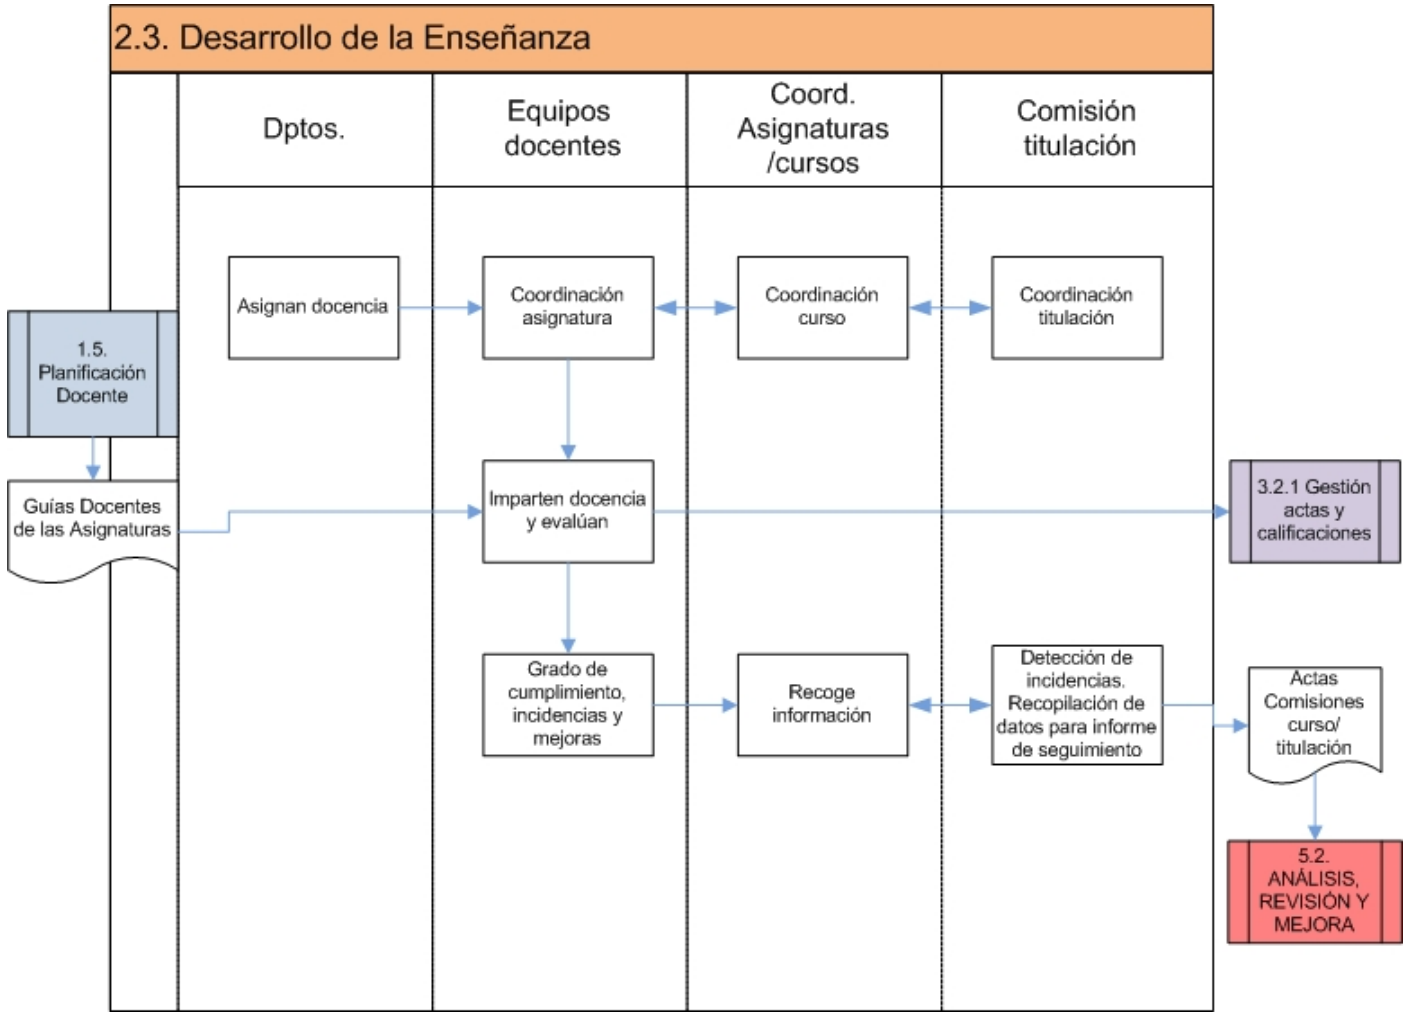 2.3. Desarrollo de la Enseñanza
Dptos.
Equipos
docentes
Coord.
Asignaturas
/cursos
Comisión
titulación
Asignan docencia
Coordinación
asignatura
Coordinación
curso
Coordinación
titulación
1.5.
Planificación
Docente
Guías Docentes
de las Asignaturas
Imparten docencia
y evalúan
3.2.1 Gestión
actas y
calificaciones
Grado de
cumplimiento,
incidencias y
mejoras
Recoge
información
Detección de
incidencias.
Recopilación de
datos para informe
de seguimiento
Actas
Comisiones
curso/
titulación
5.2.
ANÁLISIS,
REVISIÓN Y
MEJORA